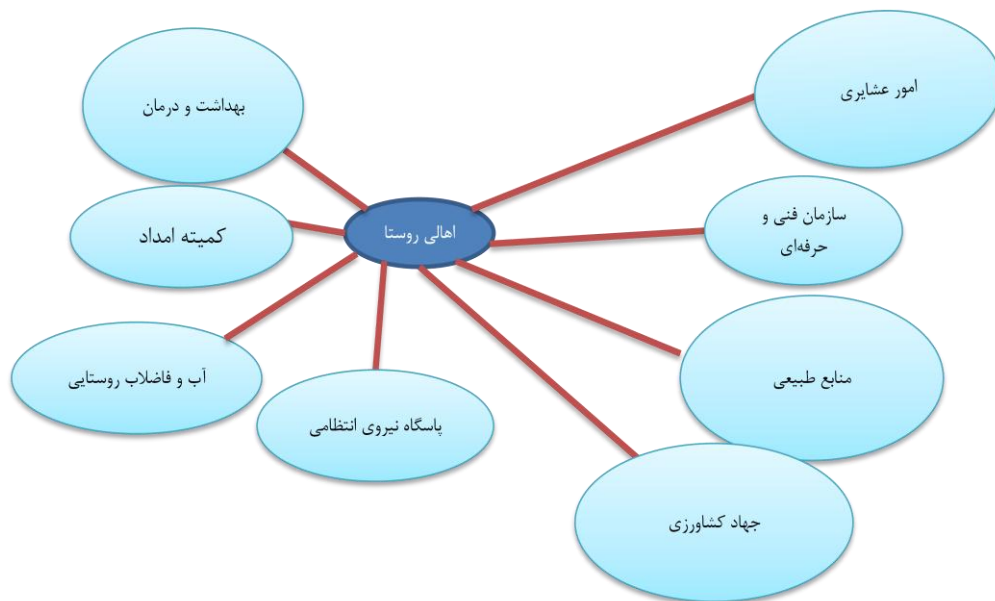 امور عشایری
بهداشت و درمان
سازمان فنی و
حرفه‌ای
کمیته امداد
اهالی روستا
منابع طبیعی
آب و فاضلاب روستایی
پاسگاه نیروی انتظامی
جهاد کشاورزی